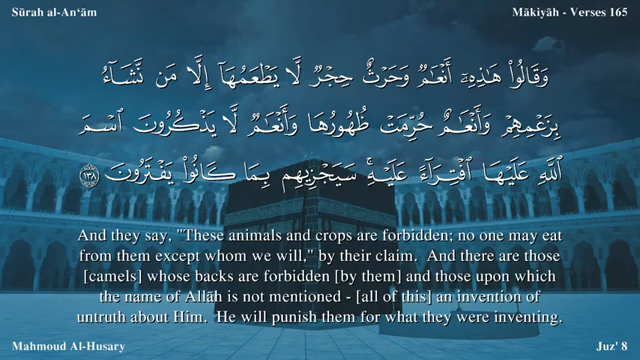 Sūrah al-An‘ām
Mākiyāh - Verses 165
وَقَالُوا۟ هَـٰذِهِۦٓ أَنْعَـٰمٌ وَحَرْثٌ حِجْرٌ لَّا يَطْعَمُهَآ إِلَّا مَن نَّشَآءُ
بِزَعْمِهِمْ وَأَنْعَـٰمٌ حُرِّمَتْ ظُهُورُهَا وَأَنْعَـٰمٌ لَّا يَذْكُرُونَ ٱسْمَ
ٱللَّهِ عَلَيْهَا ٱفْتِرَآءً عَلَيْهِ ۚ سَيَجْزِيهِم بِمَا كَانُوا۟ يَفْتَرُونَ ١٣٨
And they say, "These animals and crops are forbidden; no one may eat
from them except whom we will," by their claim. And there are those
[camels] whose backs are forbidden [by them] and those upon which
the name of Allāh is not mentioned - [all of this] an invention of
untruth about Him. He will punish them for what they were inventing.
Mahmoud Al-Husary
Juz' 8